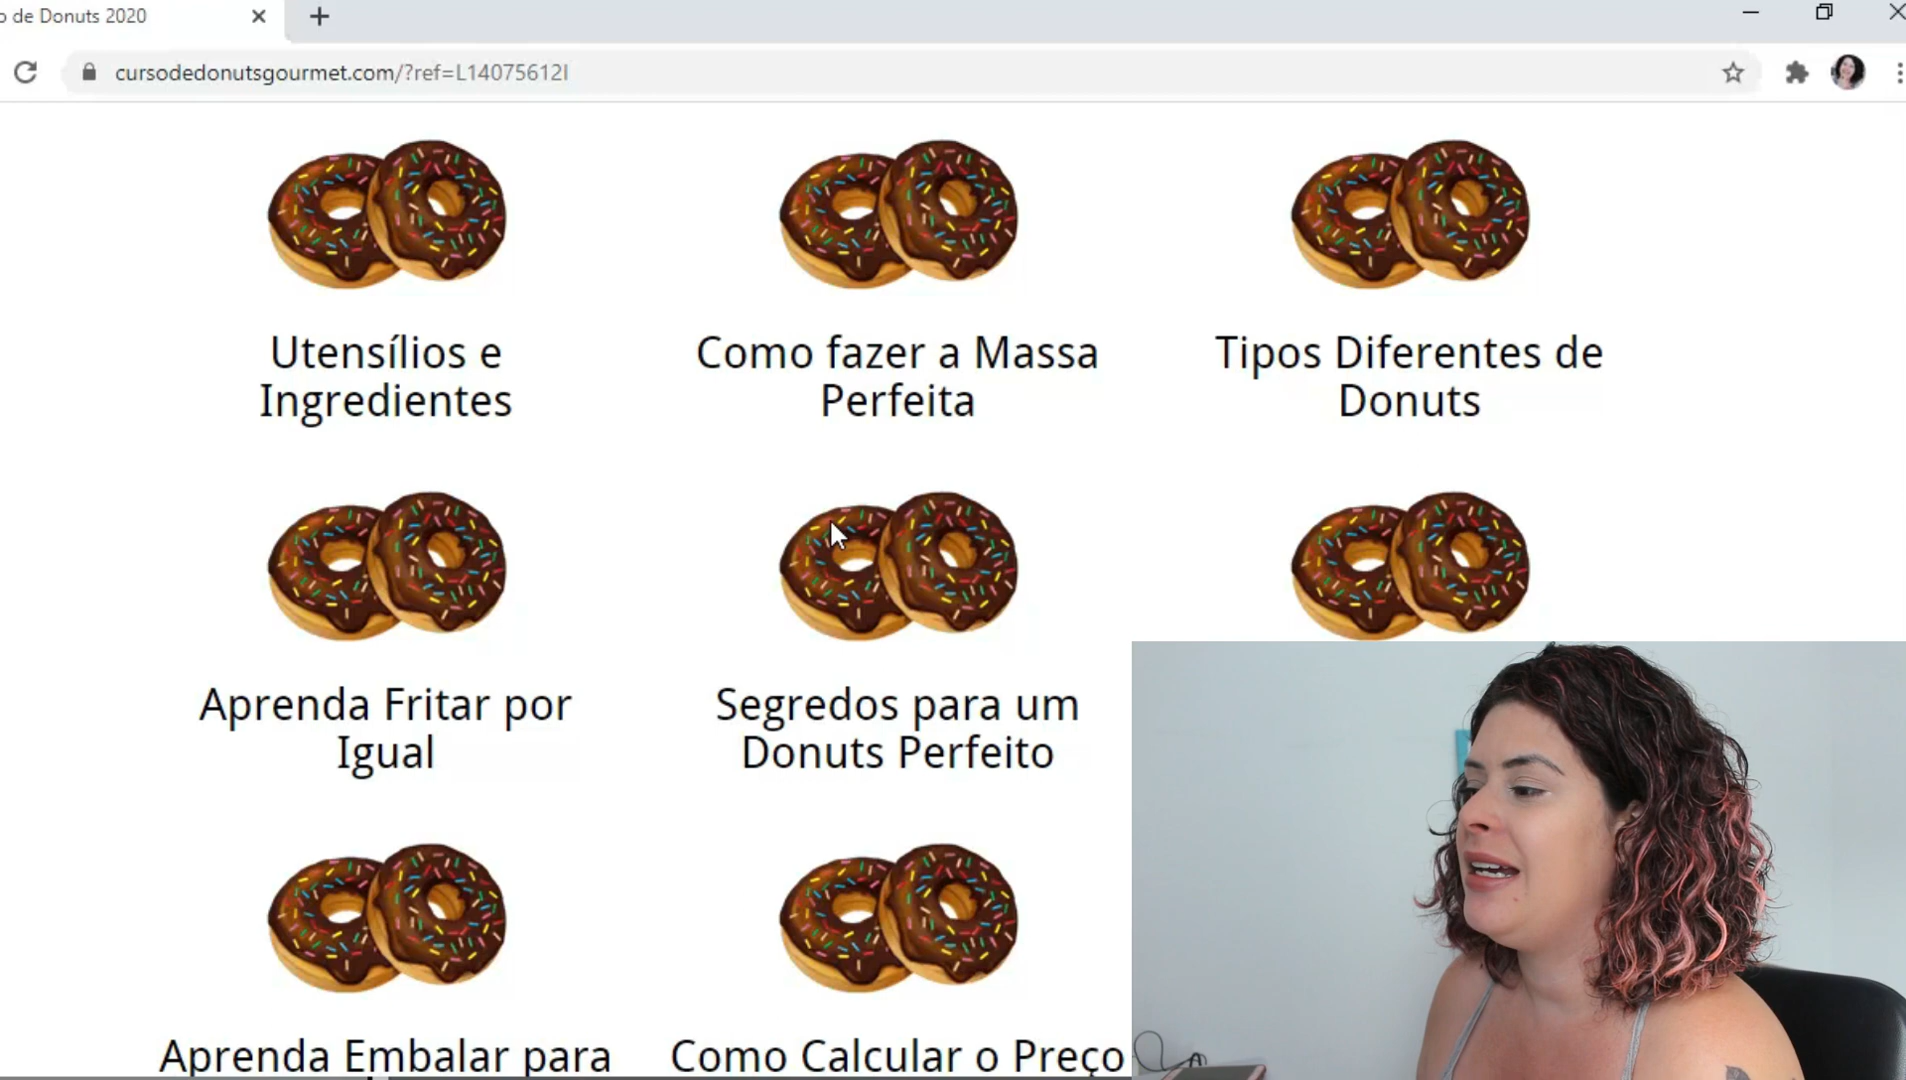 o de Donuts 2020
cursodedonutsgourmet.com/?ref=L14075612I
Utensílios e
Ingredientes
Como fazer a Massa
Perfeita
Tipos Diferentes de
Donuts
Aprenda Fritar por
Igual
Segredos para um
Donuts Perfeito
Aprenda Embalar para
Como Calcular o Preço